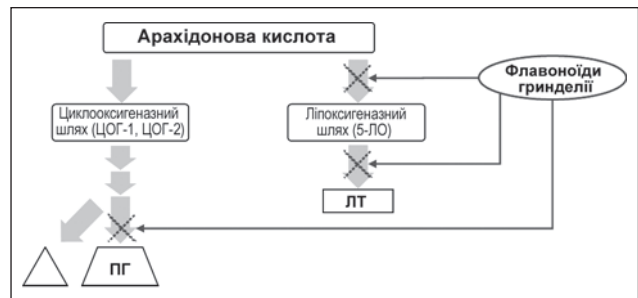 Арахідонова кислота
Флавоноїди
гринделії
Циклооксигеназний
шлях (ЦОГ-1, ЦОГ-2)
Ліпоксигеназний
шлях (5-ЛО)
ЛТ
ПГ